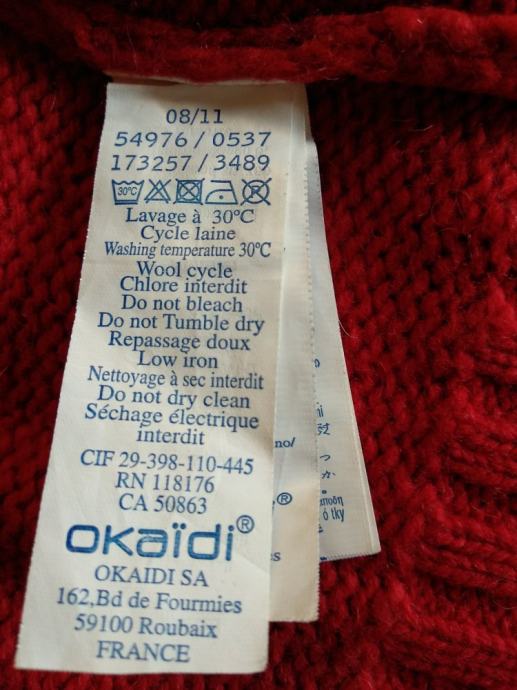 08/11
54976 / 0537
173257 / 3489
30°C
Lavage à 30°C
Cycle laine
Washing temperature 30°C
Wool cycle
Chlore interdit
Do not bleach
Do not Tumble dry
Repassage doux
Low iron
Nettoyage à sec interdit
Do not dry clean
Séchage électrique
interdit
CIF 29-398-110-445
RN 118176
CA 50863
okaïdi®
OKAIDI SA
162,Bd de Fourmies
59100 Roubaix
FRANCE